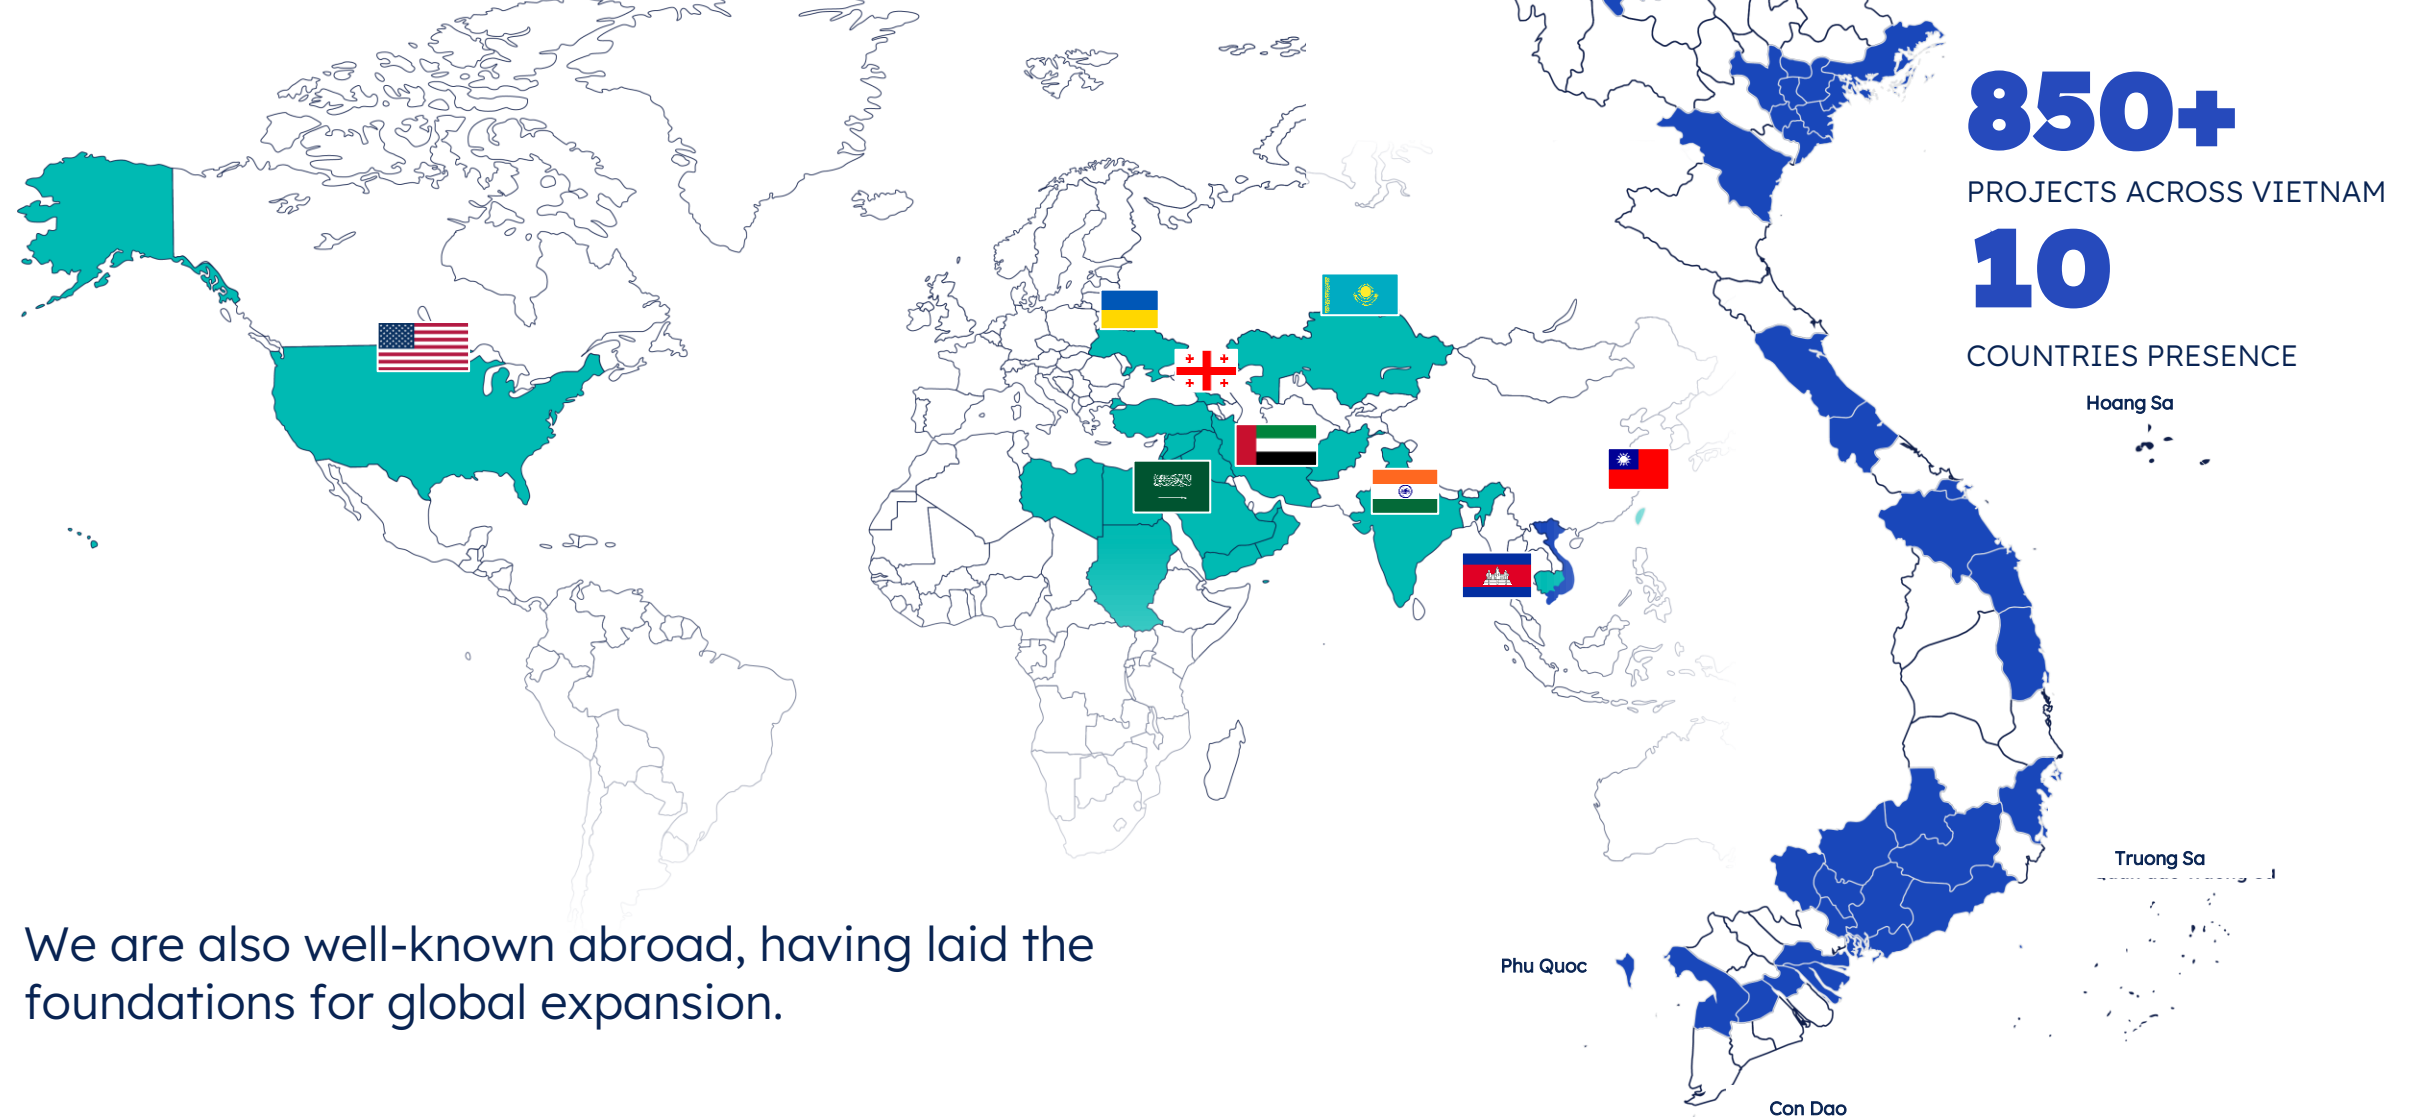 850+
PROJECTS ACROSS VIETNAM
10
COUNTRIES PRESENCE
Hoang Sa
Truong Sa
Phu Quoc
Con Dao
We are also well-known abroad, having laid the
foundations for global expansion.